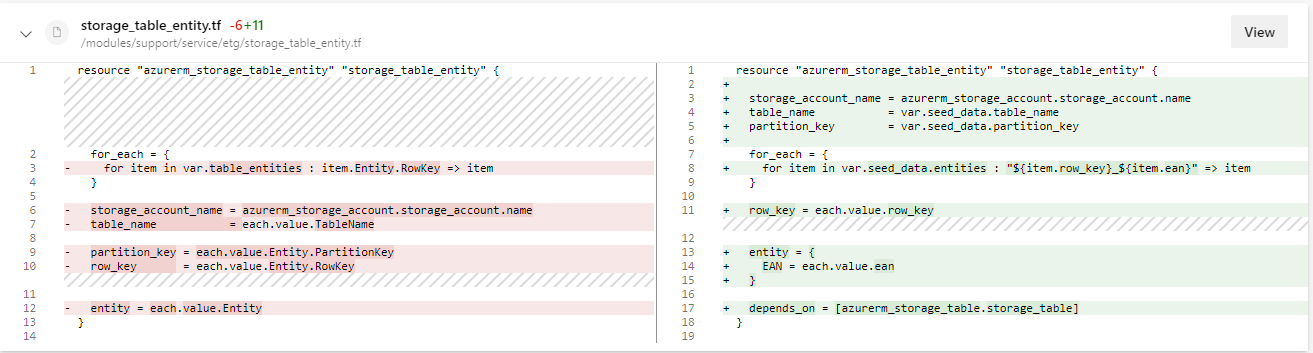 storage_table_entity.tf -6+11
/modules/support/service/etg/storage_table_entity.tf
View
1 resource "azurerm_storage_table_entity" "storage_table_entity" {
2 for_each = {
3 - for item in var.table_entities : item.Entity.RowKey => item
4 }
5
6 - storage_account_name = azurerm_storage_account.storage_account.name
7 - table_name = each.value.TableName
8
9 - partition_key = each.value.Entity.PartitionKey
10 - row_key = each.value.Entity.RowKey
11
12 - entity = each.value.Entity
13 }
14
1 resource "azurerm_storage_table_entity" "storage_table_entity" {
2 +
3 + storage_account_name = azurerm_storage_account.storage_account.name
4 + table_name = var.seed_data.table_name
5 + partition_key = var.seed_data.partition_key
6 +
7 for_each = {
8 + for item in var.seed_data.entities : "${item.row_key}_${item.ean}" => item
9 }
10
11 + row_key = each.value.row_key
12
13 + entity = {
14 + EAN = each.value.ean
15 + }
16
17 + depends_on = [azurerm_storage_table.storage_table]
18 }
19